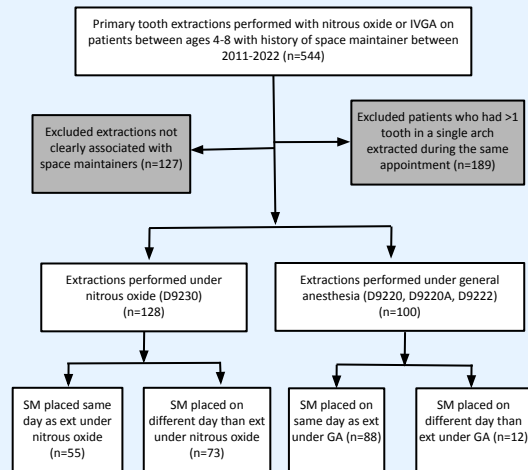 Primary tooth extractions performed with nitrous oxide or IVGA on
patients between ages 4-8 with history of space maintainer between
2011-2022
(n=544)
Excluded extractions not
clearly associated with
space maintainers (n=127)
Excluded patients who had >1
tooth in a single arch
extracted during the same
appointment (n=189)
Extractions performed under
nitrous oxide (D9230)
(n=128)
Extractions performed under general
anesthesia (D9220, D9220A, D9222)
(n=100)
SM placed same
day as ext under
nitrous oxide
(n=55)
SM placed on
different day than ext
under nitrous oxide
(n=73)
SM placed on
same day as ext
under GA (n=88)
SM placed on
different day than
ext under GA (n=12)